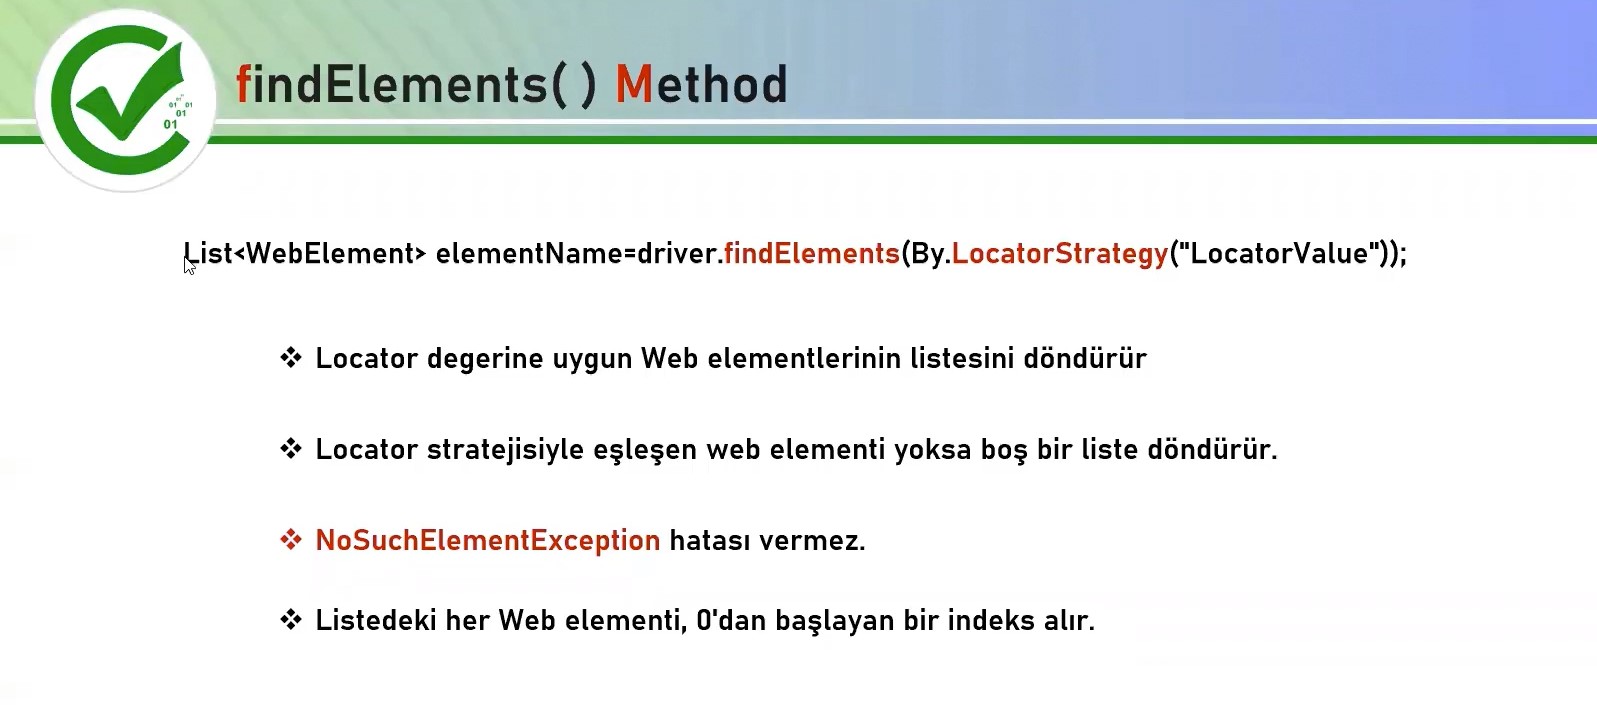 findElements( ) Method
01
01 01
01
01
List<WebElement> elementName=driver.findElements(By.LocatorStrategy("LocatorValue"));
❖ Locator degerine uygun Web elementlerinin listesini döndürür
❖ Locator stratejisiyle eşleşen web elementi yoksa boş bir liste döndürür.
❖ NoSuchElementException hatası vermez.
❖ Listedeki her Web elementi, 0'dan başlayan bir indeks alır.